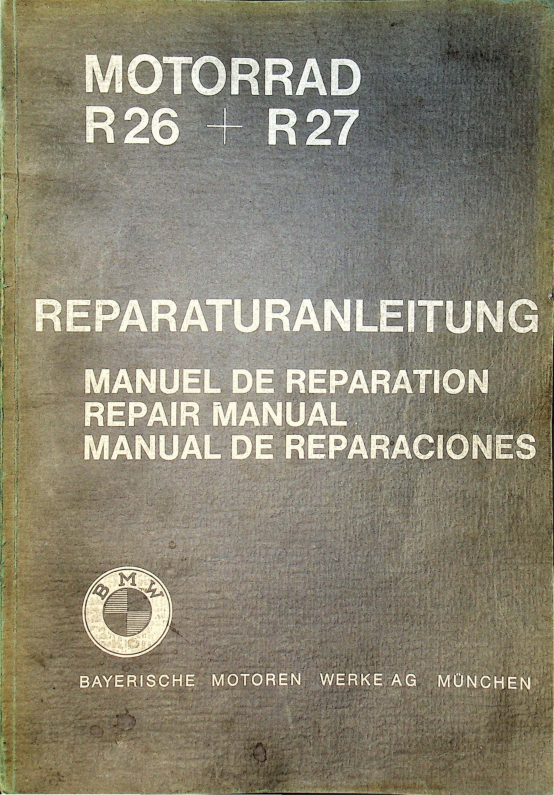 MOTORRAD
R26 + R27
REPARATURANLEITUNG
MANUEL DE REPARATION
REPAIR MANUAL
MANUAL DE REPARACIONES
BMW
BAYERISCHE MOTOREN WERKE AG MÜNCHEN